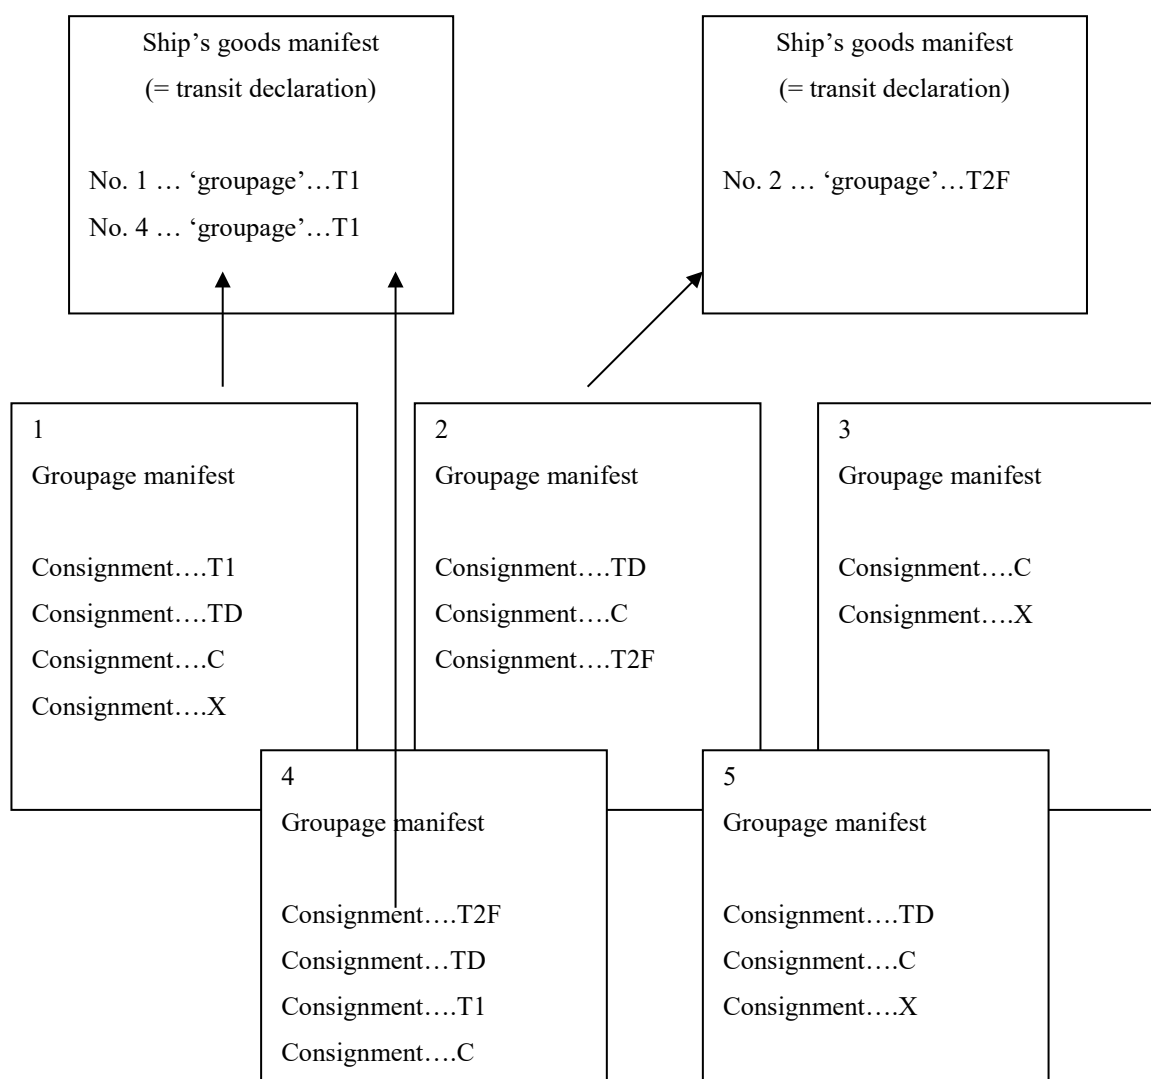 Ship’s goods manifest
(= transit declaration)
No. 1 … ‘groupage’…T1
No. 4 … ‘groupage’…T1
Ship’s goods manifest
(= transit declaration)
No. 2 … ‘groupage’…T2F
1
Groupage manifest
Consignment….T1
Consignment….TD
Consignment….C
Consignment….X
2
Groupage manifest
Consignment….TD
Consignment….C
Consignment….T2F
3
Groupage manifest
Consignment….C
Consignment….X
4
Groupage manifest
Consignment….T2F
Consignment…TD
Consignment….T1
Consignment….C
5
Groupage manifest
Consignment….TD
Consignment….C
Consignment….X